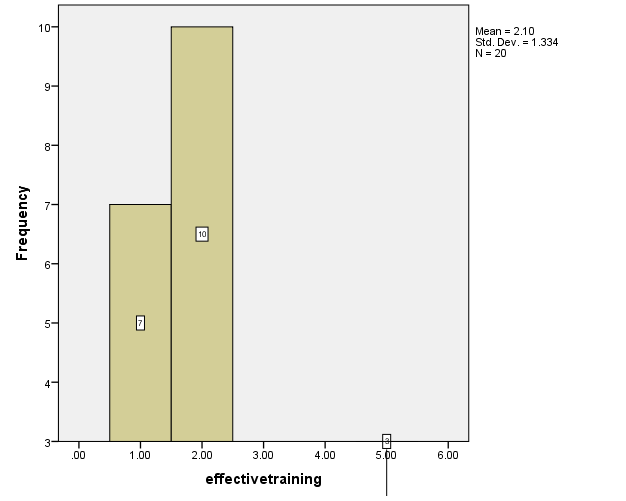 Mean = 2.10
Std. Dev. = 1.334
N = 20
10
9
8
7
6
5
4
3
Frequency
10
7
3
.00 1.00 2.00 3.00 4.00 5.00 6.00
effectivetraining